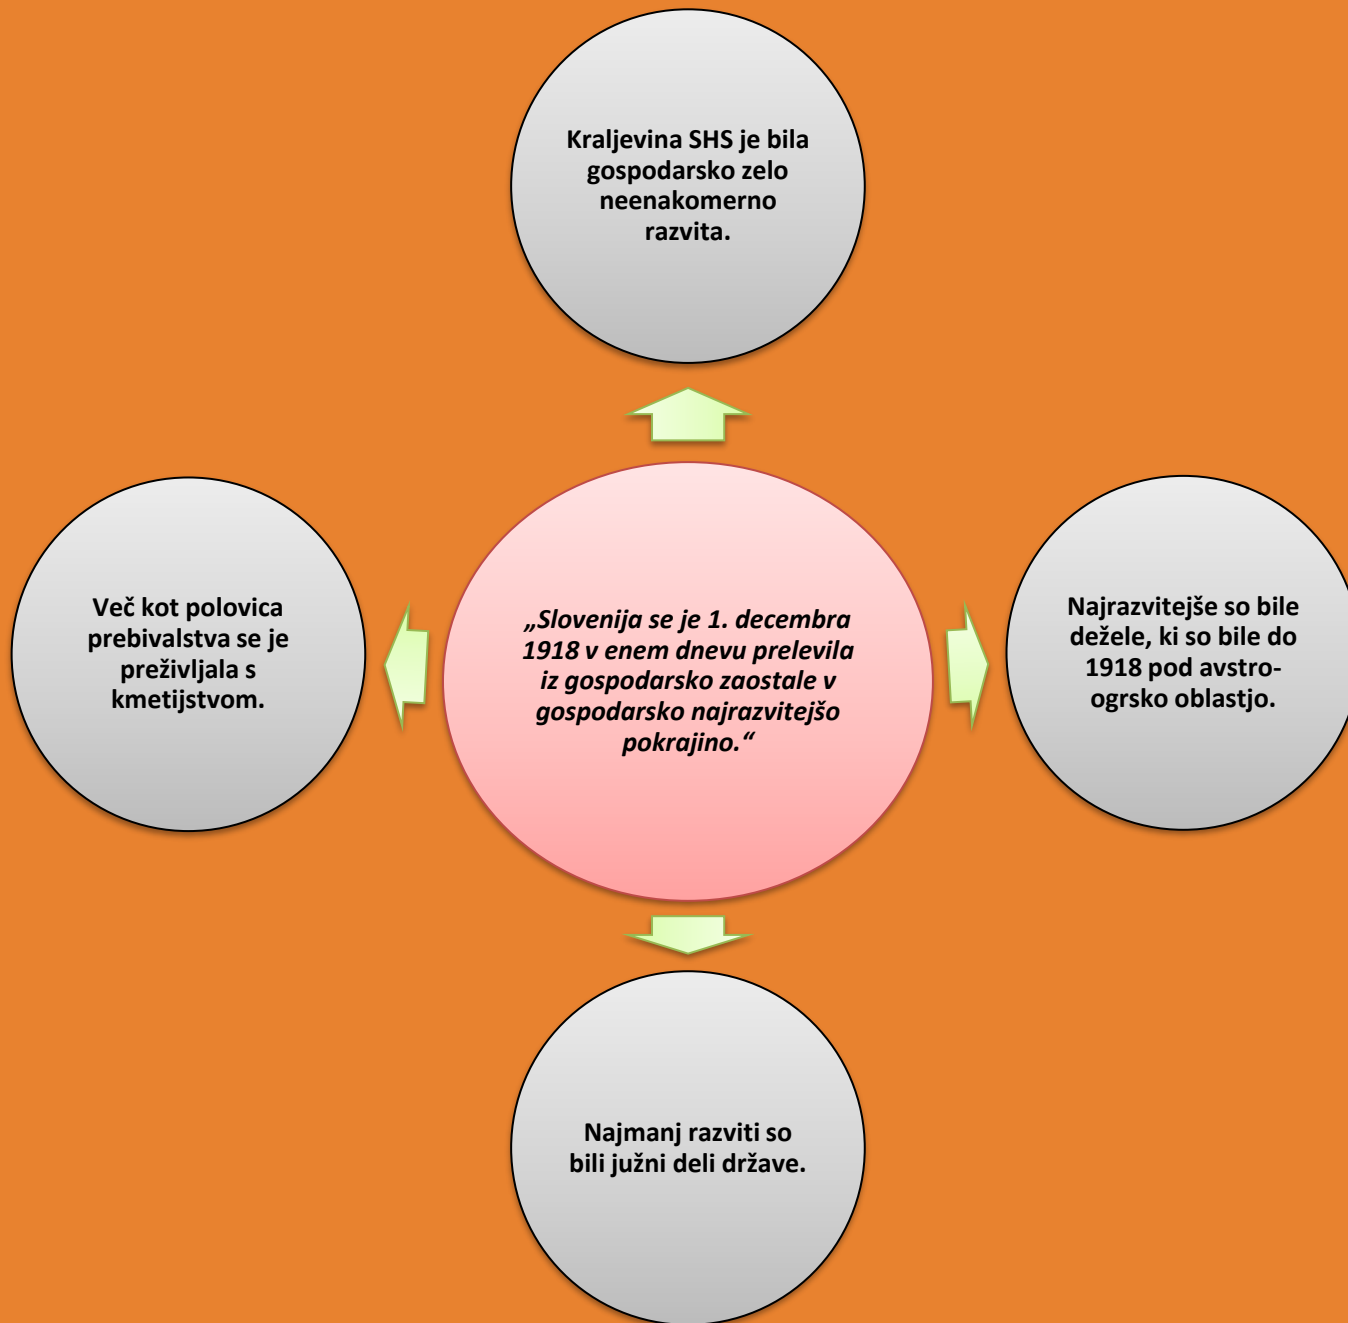 Kraljevina SHS je bila
gospodarsko zelo
neenakomerno
razvita.
Več kot polovica
prebivalstva se je
preživljala s
kmetijstvom.
„Slovenija se je 1. decembra
1918 v enem dnevu prelevila
iz gospodarsko zaostale v
gospodarsko najrazvitejšo
pokrajino.“
Najrazvitejše so bile
dežele, ki so bile do
1918 pod avstro-
ogrsko oblastjo.
Najmanj razviti so
bili južni deli države.